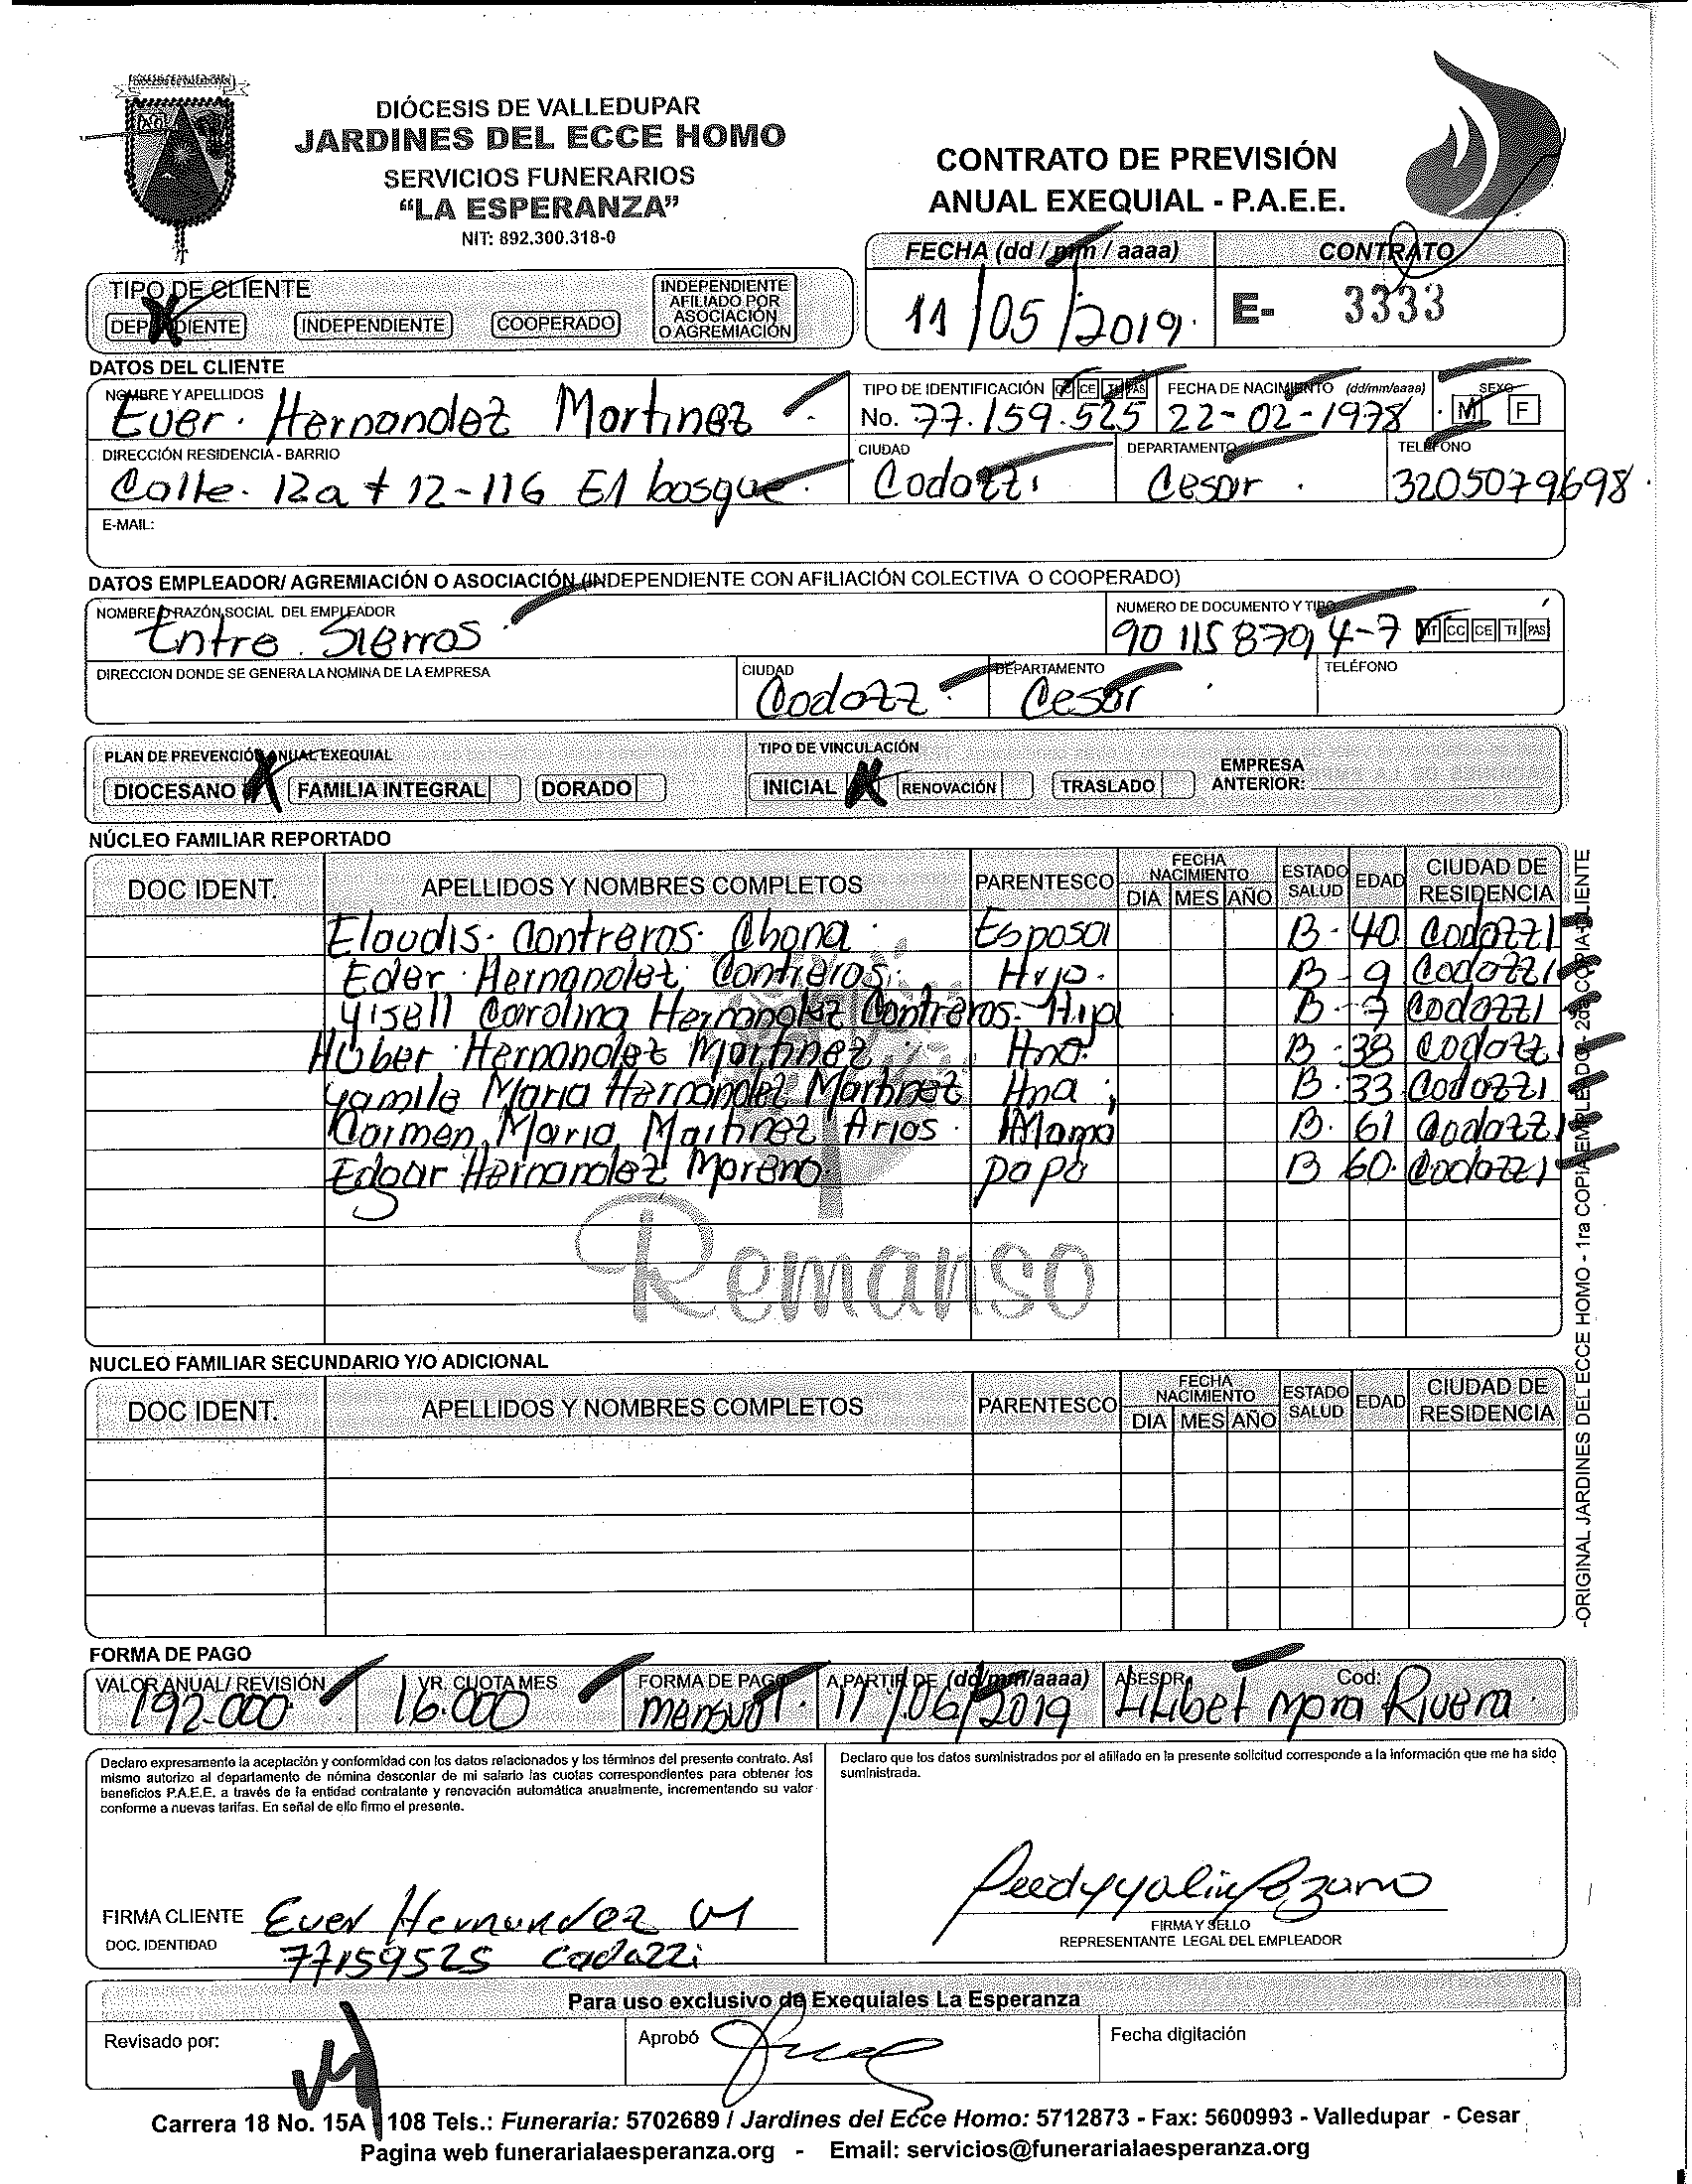 DIÓCESIS DE VALLEDUPAR
JARDINES DEL ECCE HOMO
SERVICIOS FUNERARIOS
“LA ESPERANZA”
NIT: 892.300.318-0
CONTRATO DE PREVISIÓN
ANUAL EXEQUIAL - P.A.E.E.
FECHA (dd / mm / aaaa) CONTRATO
11/05/2019. E- 3333
TIPO DE CLIENTE
DEPENDIENTE INDEPENDIENTE COOPERADO INDEPENDIENTE AFILIADO POR ASOCIACIÓN O AGREMIACIÓN
DATOS DEL CLIENTE
NOMBRE Y APELLIDOS TIPO DE IDENTIFICACIÓN CC CE TI PAS FECHA DE NACIMIENTO (dd/mm/aaaa) SEXO
Euer. Hernandez Martinez No. 77.159.525 22-02-1978 M F
DIRECCIÓN RESIDENCIA - BARRIO CIUDAD DEPARTAMENTO TELÉFONO
Calle. 12a # 12-116 El bosque. Codazzi Cesar. 3205079698.
E-MAIL:
DATOS EMPLEADOR/ AGREMIACIÓN O ASOCIACIÓN (INDEPENDIENTE CON AFILIACIÓN COLECTIVA O COOPERADO)
NOMBRE O RAZÓN SOCIAL DEL EMPLEADOR NUMERO DE DOCUMENTO Y TIPO
Entre Sierras 901158794-7 NIT CC CE TI PAS
DIRECCION DONDE SE GENERA LA NOMINA DE LA EMPRESA CIUDAD DEPARTAMENTO TELÉFONO
Codazz. Cesar.
PLAN DE PREVENCIÓN ANUAL EXEQUIAL TIPO DE VINCULACIÓN
DIOCESANO FAMILIA INTEGRAL DORADO INICIAL RENOVACIÓN TRASLADO EMPRESA ANTERIOR:
NÚCLEO FAMILIAR REPORTADO
DOC IDENT. APELLIDOS Y NOMBRES COMPLETOS PARENTESCO FECHA NACIMIENTO DIA MES AÑO ESTADO SALUD EDAD CIUDAD DE RESIDENCIA
Elaudis. Contreras. Chona. Esposa B- 40 Codazzi
Eder. Hernandez. Contreras. Hijo. B- 9 Codazzi
Yisell Carolina Hernandez Contreras. Hija B- 7 Codazzi
Huber Hernandez Martinez Hno. B. 38 Codazzi
Yamile Maria Hernandez Martinez Hna B. 33 Codazzi
Carmen Maria Martinez Arias. Mama B. 61 Codazzi
Edgar Hernandez Moreno. papa B 60. Codazzi
Remanso
NUCLEO FAMILIAR SECUNDARIO Y/O ADICIONAL
DOC IDENT. APELLIDOS Y NOMBRES COMPLETOS PARENTESCO FECHA NACIMIENTO DIA MES AÑO ESTADO SALUD EDAD CIUDAD DE RESIDENCIA
-ORIGINAL JARDINES DEL ECCE HOMO - 1ra COPIA EMPLEADOR - 2da COPIA CLIENTE
FORMA DE PAGO
VALOR ANUAL/ REVISIÓN VR. CUOTA MES FORMA DE PAGO A PARTIR DE (dd/mm/aaaa) ASESOR Cod:
192.000 16.000 mensual. 11/06/2019 Lilibet Mora Rivera.
Declaro expresamente la aceptación y conformidad con los datos relacionados y los términos del presente contrato. Así
mismo autorizo al departamento de nómina descontar de mi salario las cuotas correspondientes para obtener los
beneficios P.A.E.E. a través de la entidad contratante y renovación automática anualmente, incrementando su valor
conforme a nuevas tarifas. En señal de ello firmo el presente.
Declaro que los datos suministrados por el afiliado en la presente solicitud corresponde a la información que me ha sido
suministrada.
FIRMA CLIENTE Euer Hernandez M
DOC. IDENTIDAD 77159525 Codazzi
FIRMA Y SELLO
REPRESENTANTE LEGAL DEL EMPLEADOR
Para uso exclusivo de Exequiales La Esperanza
Revisado por: Aprobó Fecha digitación
Carrera 18 No. 15A 108 Tels.: Funeraria: 5702689 / Jardines del Ecce Homo: 5712873 - Fax: 5600993 - Valledupar - Cesar
Pagina web funerarialaesperanza.org - Email: servicios@funerarialaesperanza.org